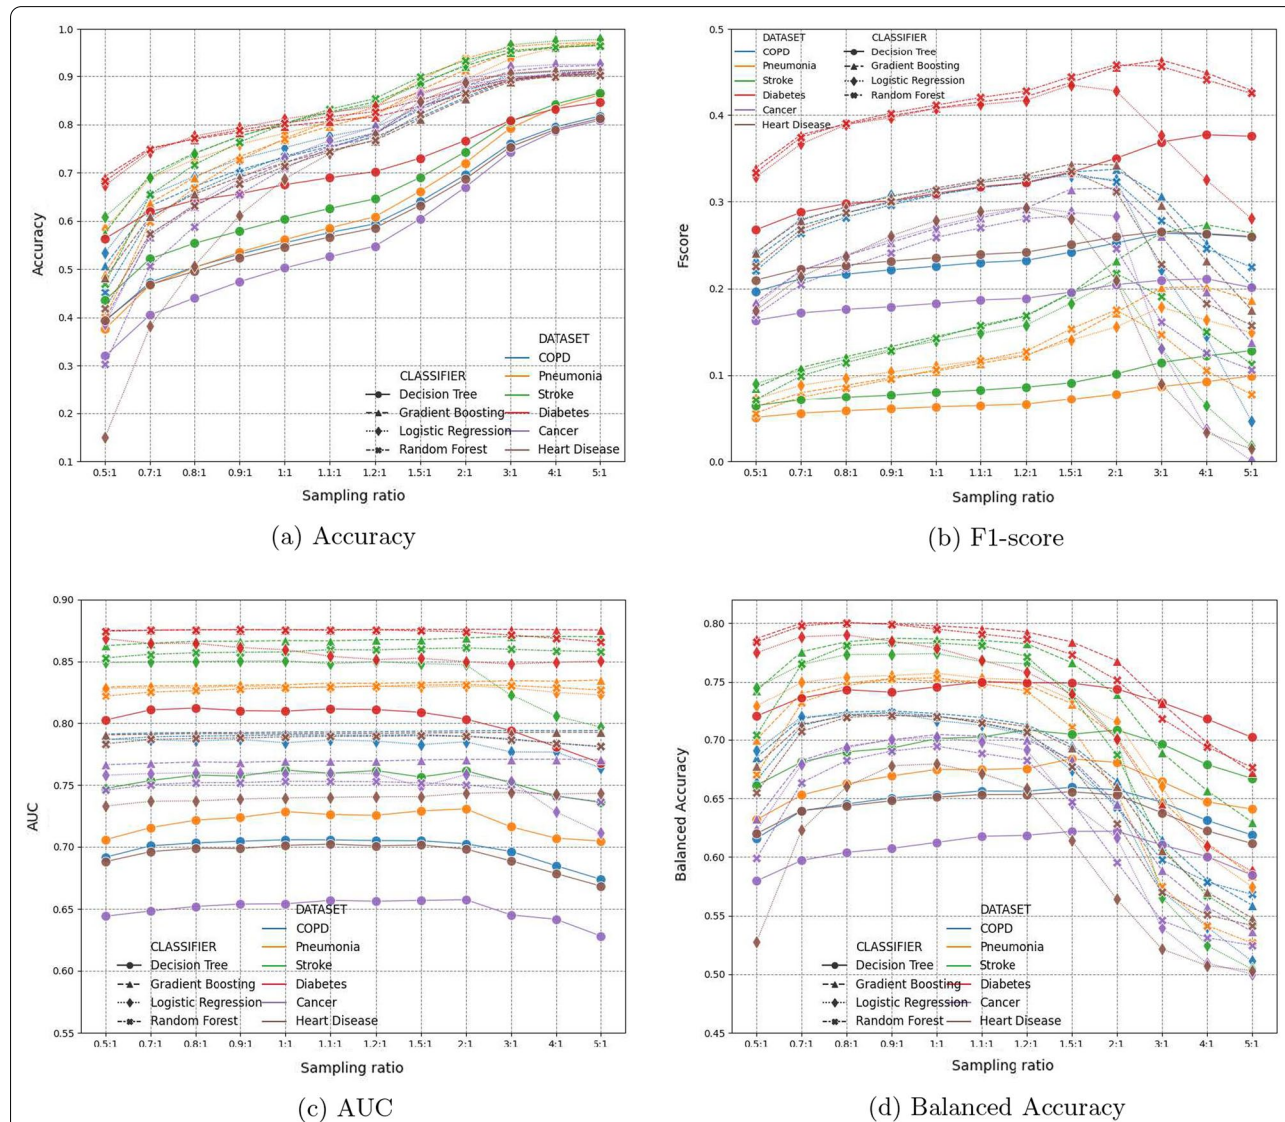 1.0
0.9
0.8
0.7
0.6
0.5
0.4
0.3
0.2
0.1
Accuracy
DATASET
COPD
Pneumonia
Stroke
Diabetes
Cancer
Heart Disease
CLASSIFIER
Decision Tree
Gradient Boosting
Logistic Regression
Random Forest
0.5:1 0.7:1 0.8:1 0.9:1 1:1 1.1:1 1.2:1 1.5:1 2:1 3:1 4:1 5:1
Sampling ratio
(a) Accuracy
0.5
0.4
0.3
0.2
0.1
0.0
Fscore
DATASET
COPD
Pneumonia
Stroke
Diabetes
Cancer
Heart Disease
CLASSIFIER
Decision Tree
Gradient Boosting
Logistic Regression
Random Forest
0.5:1 0.7:1 0.8:1 0.9:1 1:1 1.1:1 1.2:1 1.5:1 2:1 3:1 4:1 5:1
Sampling ratio
(b) F1-score
0.90
0.85
0.80
0.75
0.70
0.65
0.60
0.55
AUC
DATASET
COPD
Pneumonia
Stroke
Diabetes
Cancer
Heart Disease
CLASSIFIER
Decision Tree
Gradient Boosting
Logistic Regression
Random Forest
0.5:1 0.7:1 0.8:1 0.9:1 1:1 1.1:1 1.2:1 1.5:1 2:1 3:1 4:1 5:1
Sampling ratio
(c) AUC
0.80
0.75
0.70
0.65
0.60
0.55
0.50
0.45
Balanced Accuracy
DATASET
COPD
Pneumonia
Stroke
Diabetes
Cancer
Heart Disease
CLASSIFIER
Decision Tree
Gradient Boosting
Logistic Regression
Random Forest
0.5:1 0.7:1 0.8:1 0.9:1 1:1 1.1:1 1.2:1 1.5:1 2:1 3:1 4:1 5:1
Sampling ratio
(d) Balanced Accuracy